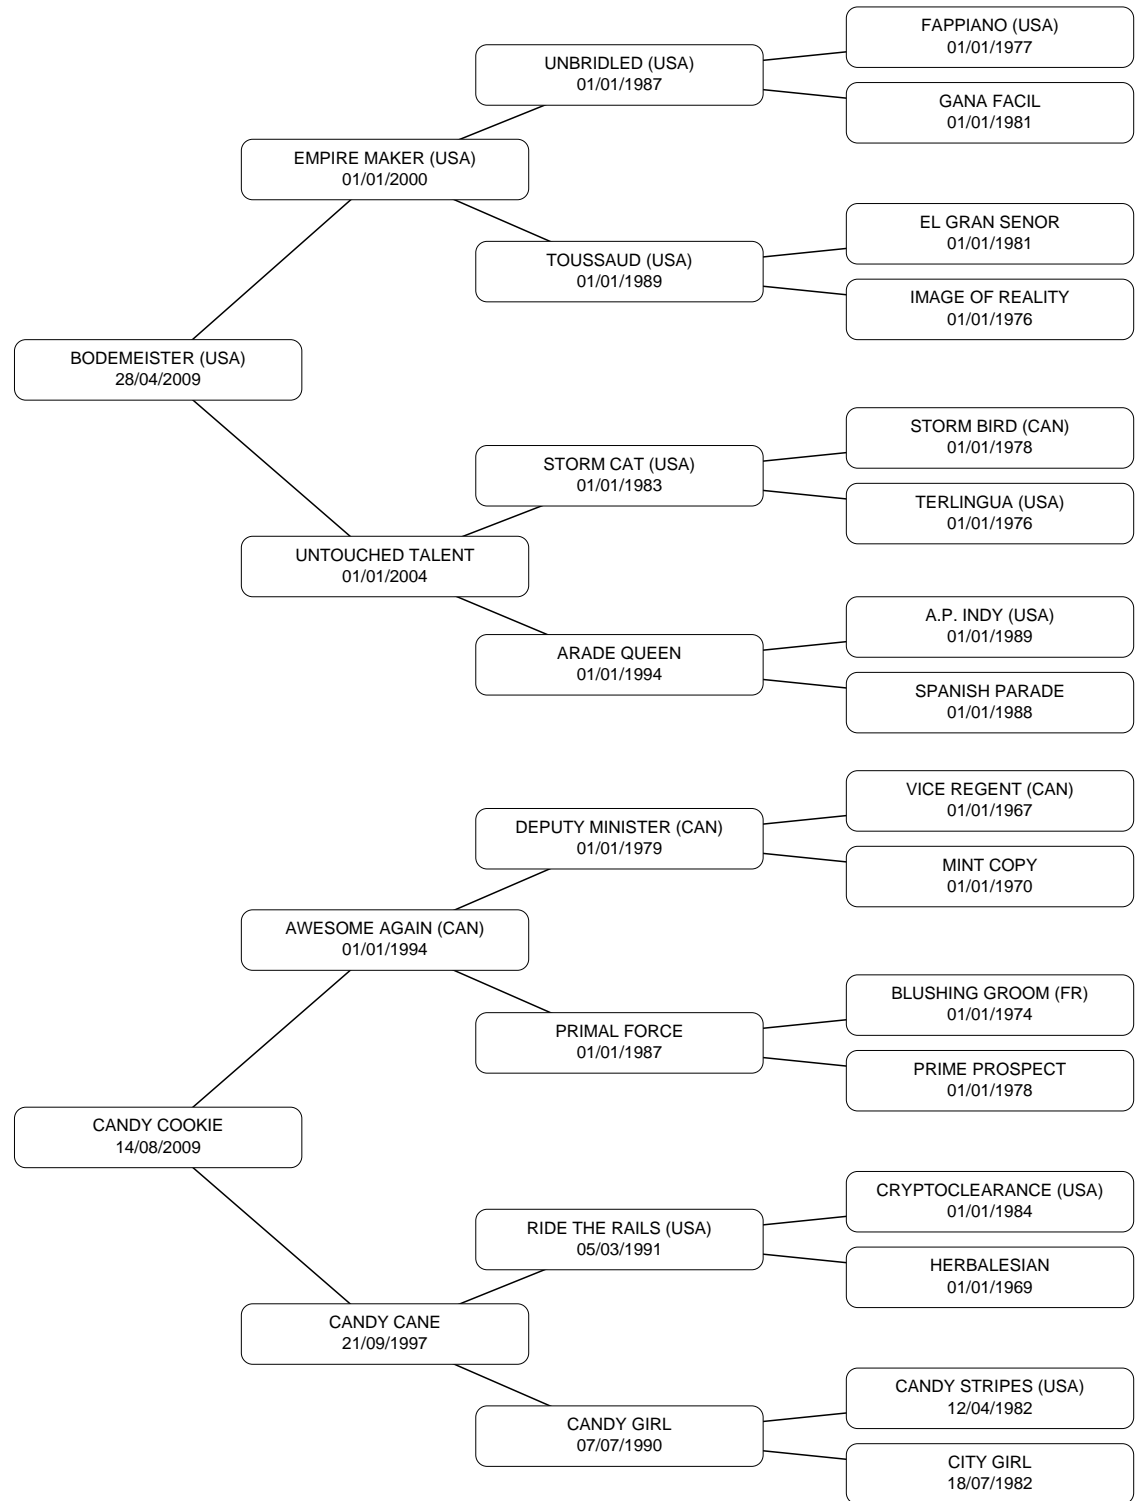 FAPPIANO (USA)
01/01/1977
UNBRIDLED (USA)
01/01/1987
GANA FACIL
01/01/1981
EMPIRE MAKER (USA)
01/01/2000
EL GRAN SENOR
01/01/1981
TOUSSAUD (USA)
01/01/1989
IMAGE OF REALITY
01/01/1976
BODEMEISTER (USA)
28/04/2009
STORM BIRD (CAN)
01/01/1978
STORM CAT (USA)
01/01/1983
TERLINGUA (USA)
01/01/1976
UNTOUCHED TALENT
01/01/2004
A.P. INDY (USA)
01/01/1989
ARADE QUEEN
01/01/1994
SPANISH PARADE
01/01/1988
VICE REGENT (CAN)
01/01/1967
DEPUTY MINISTER (CAN)
01/01/1979
MINT COPY
01/01/1970
AWESOME AGAIN (CAN)
01/01/1994
BLUSHING GROOM (FR)
01/01/1974
PRIMAL FORCE
01/01/1987
PRIME PROSPECT
01/01/1978
CANDY COOKIE
14/08/2009
CRYPTOCLEARANCE (USA)
01/01/1984
RIDE THE RAILS (USA)
05/03/1991
HERBALESIAN
01/01/1969
CANDY CANE
21/09/1997
CANDY STRIPES (USA)
12/04/1982
CANDY GIRL
07/07/1990
CITY GIRL
18/07/1982